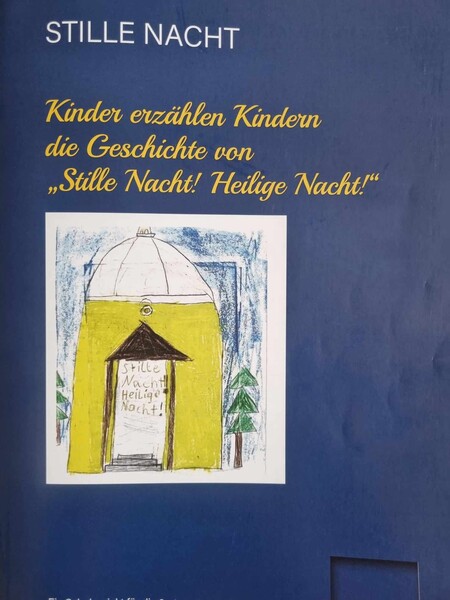 STILLE NACHT
Kinder erzählen Kindern
die Geschichte von
„Stille Nacht! Heilige Nacht!“
Stille
Nacht!
Heilige
Nacht!